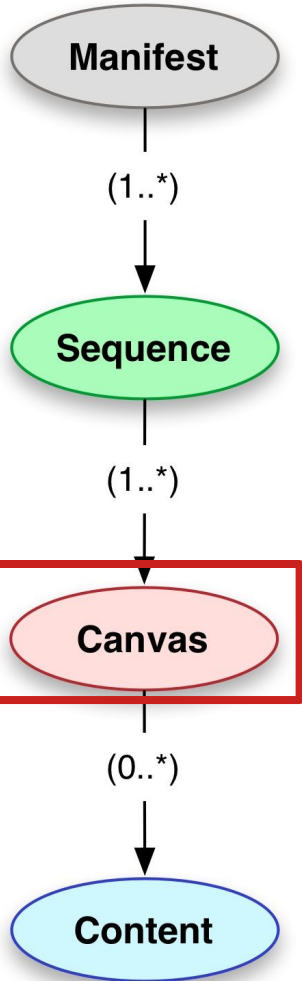 Manifest
(1..*)
Sequence
(1..*)
Canvas
(0..*)
Content